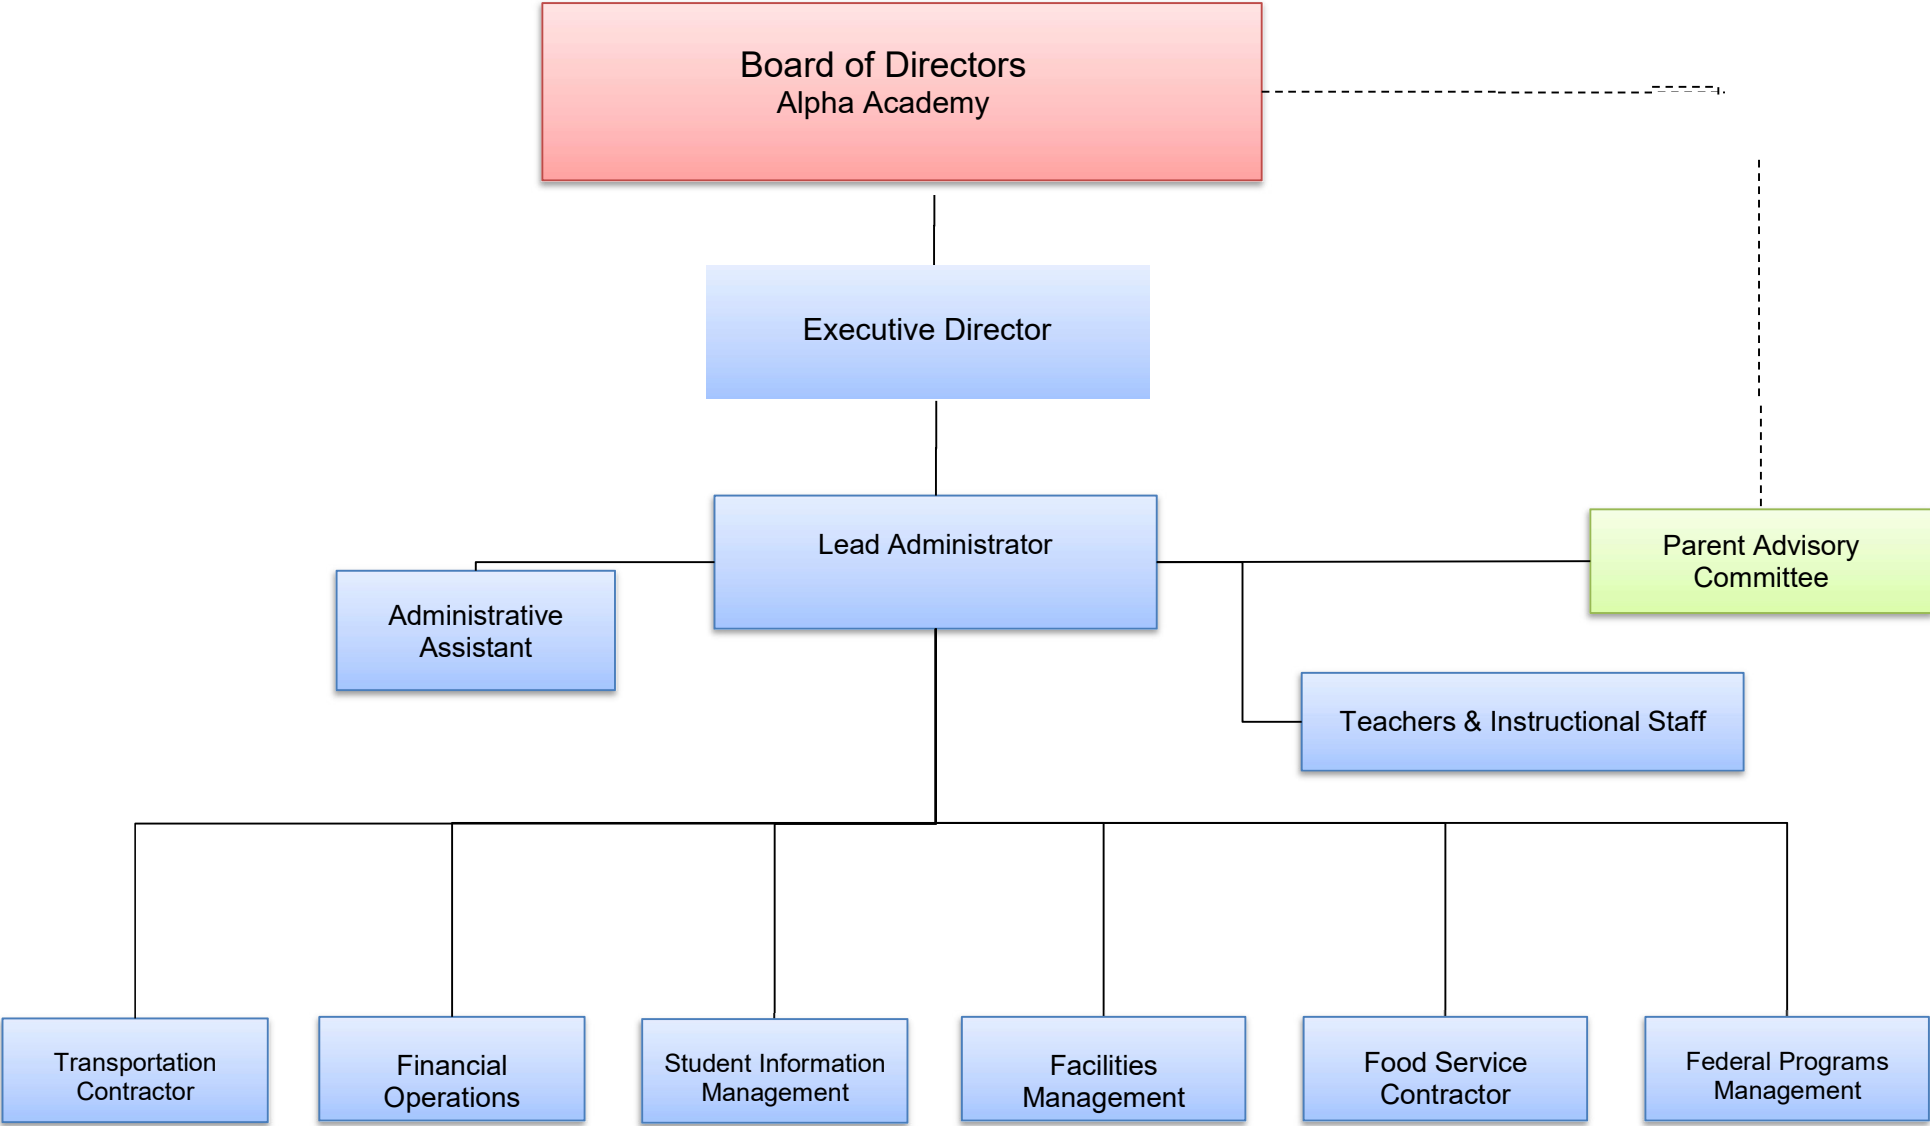 Board of Directors
Alpha Academy
Executive Director
Lead Administrator
Parent Advisory
Committee
Administrative
Assistant
Teachers & Instructional Staff
Transportation
Contractor
Financial
Operations
Student Information
Management
Facilities
Management
Food Service
Contractor
Federal Programs
Management